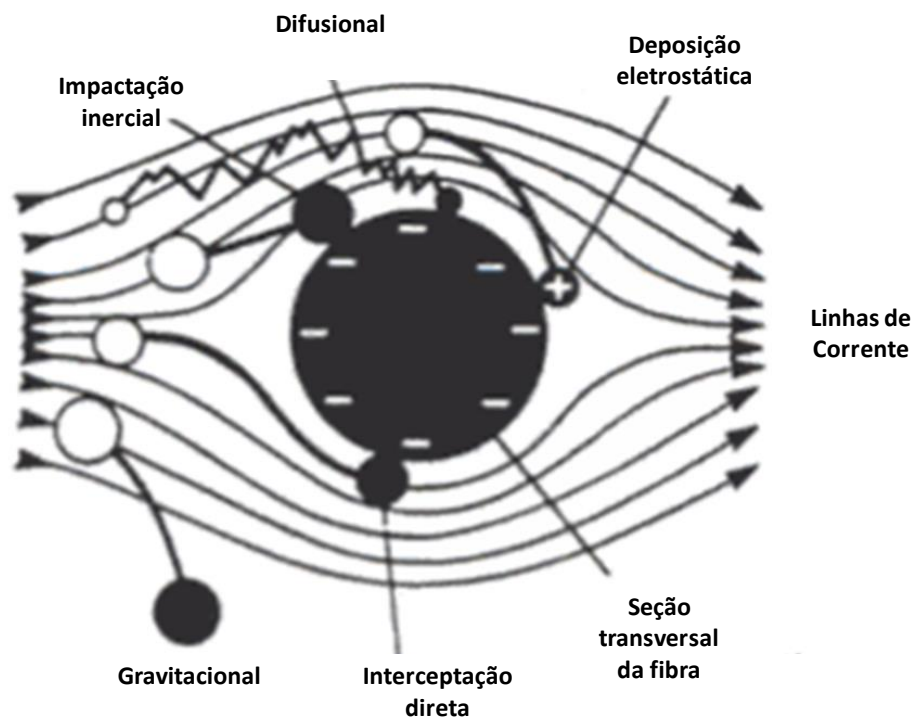 Difusional
Deposição
eletrostática
Impactação
inercial
Linhas de
Corrente
Seção
transversal
da fibra
Gravitacional
Interceptação
direta